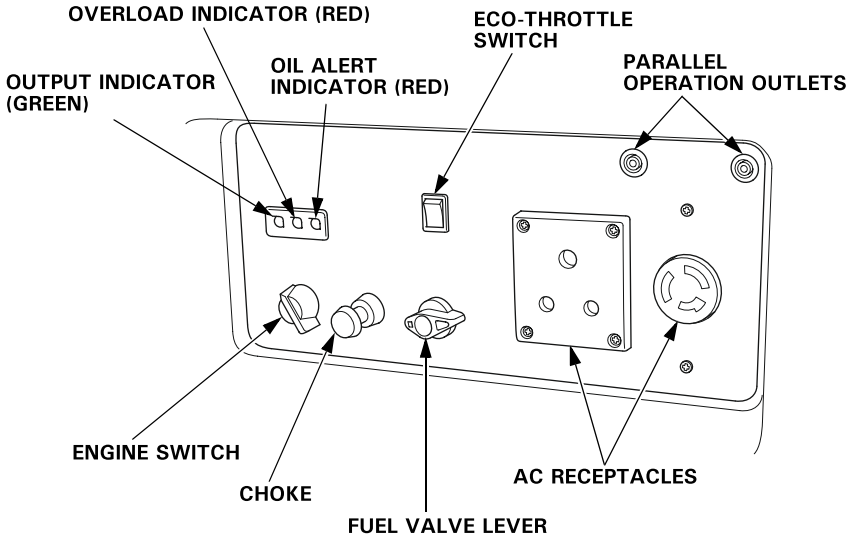 OVERLOAD INDICATOR (RED)
ECO-THROTTLE
SWITCH
OIL ALERT
INDICATOR (RED)
PARALLEL
OPERATION OUTLETS
OUTPUT INDICATOR
(GREEN)
ENGINE SWITCH
CHOKE
FUEL VALVE LEVER
AC RECEPTACLES